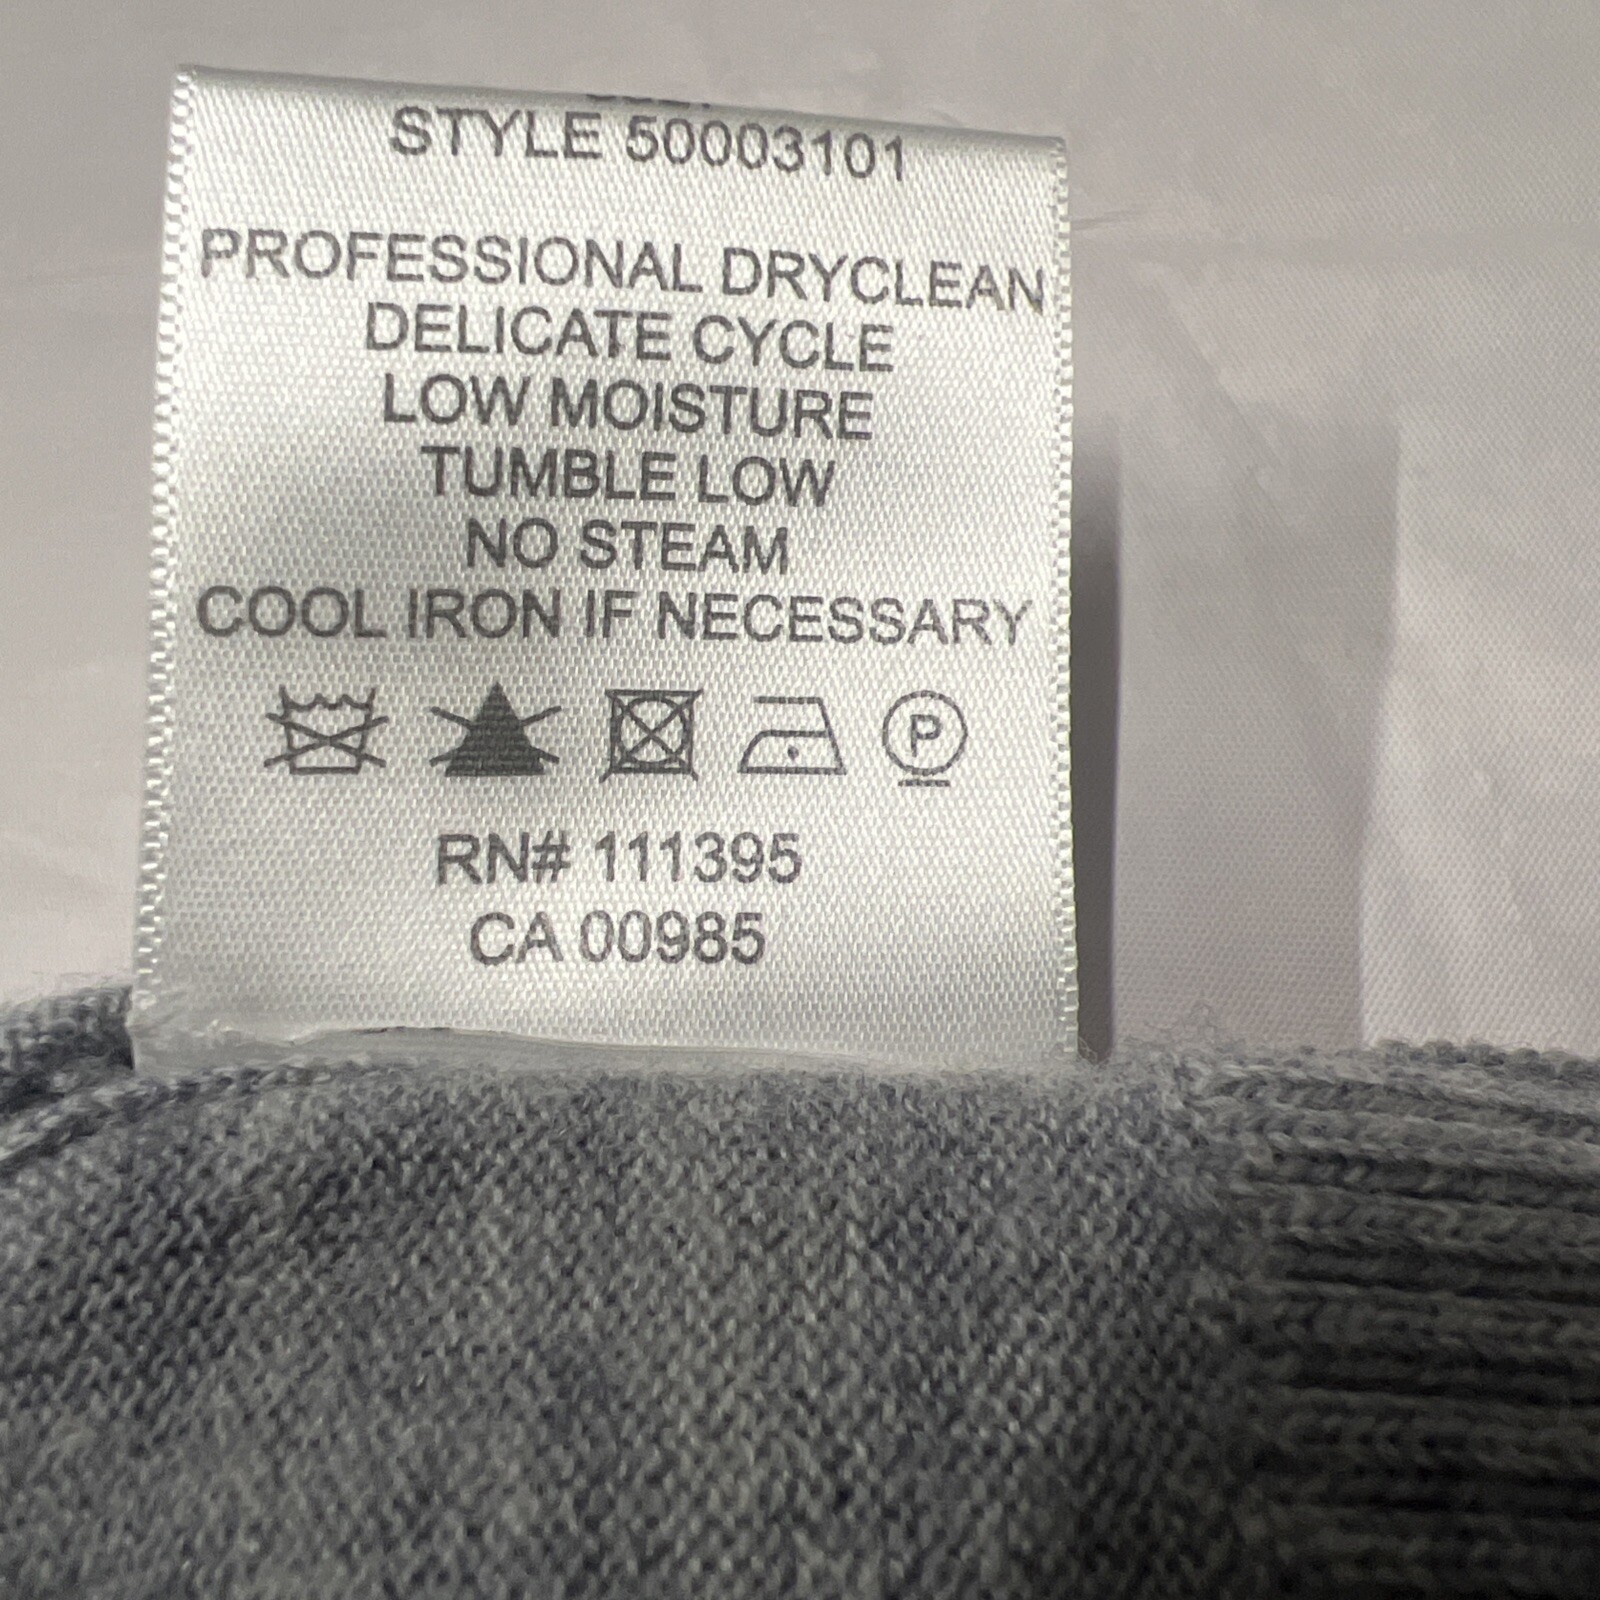 STYLE 50003101
PROFESSIONAL DRYCLEAN
DELICATE CYCLE
LOW MOISTURE
TUMBLE LOW
NO STEAM
COOL IRON IF NECESSARY
P
RN# 111395
CA 00985